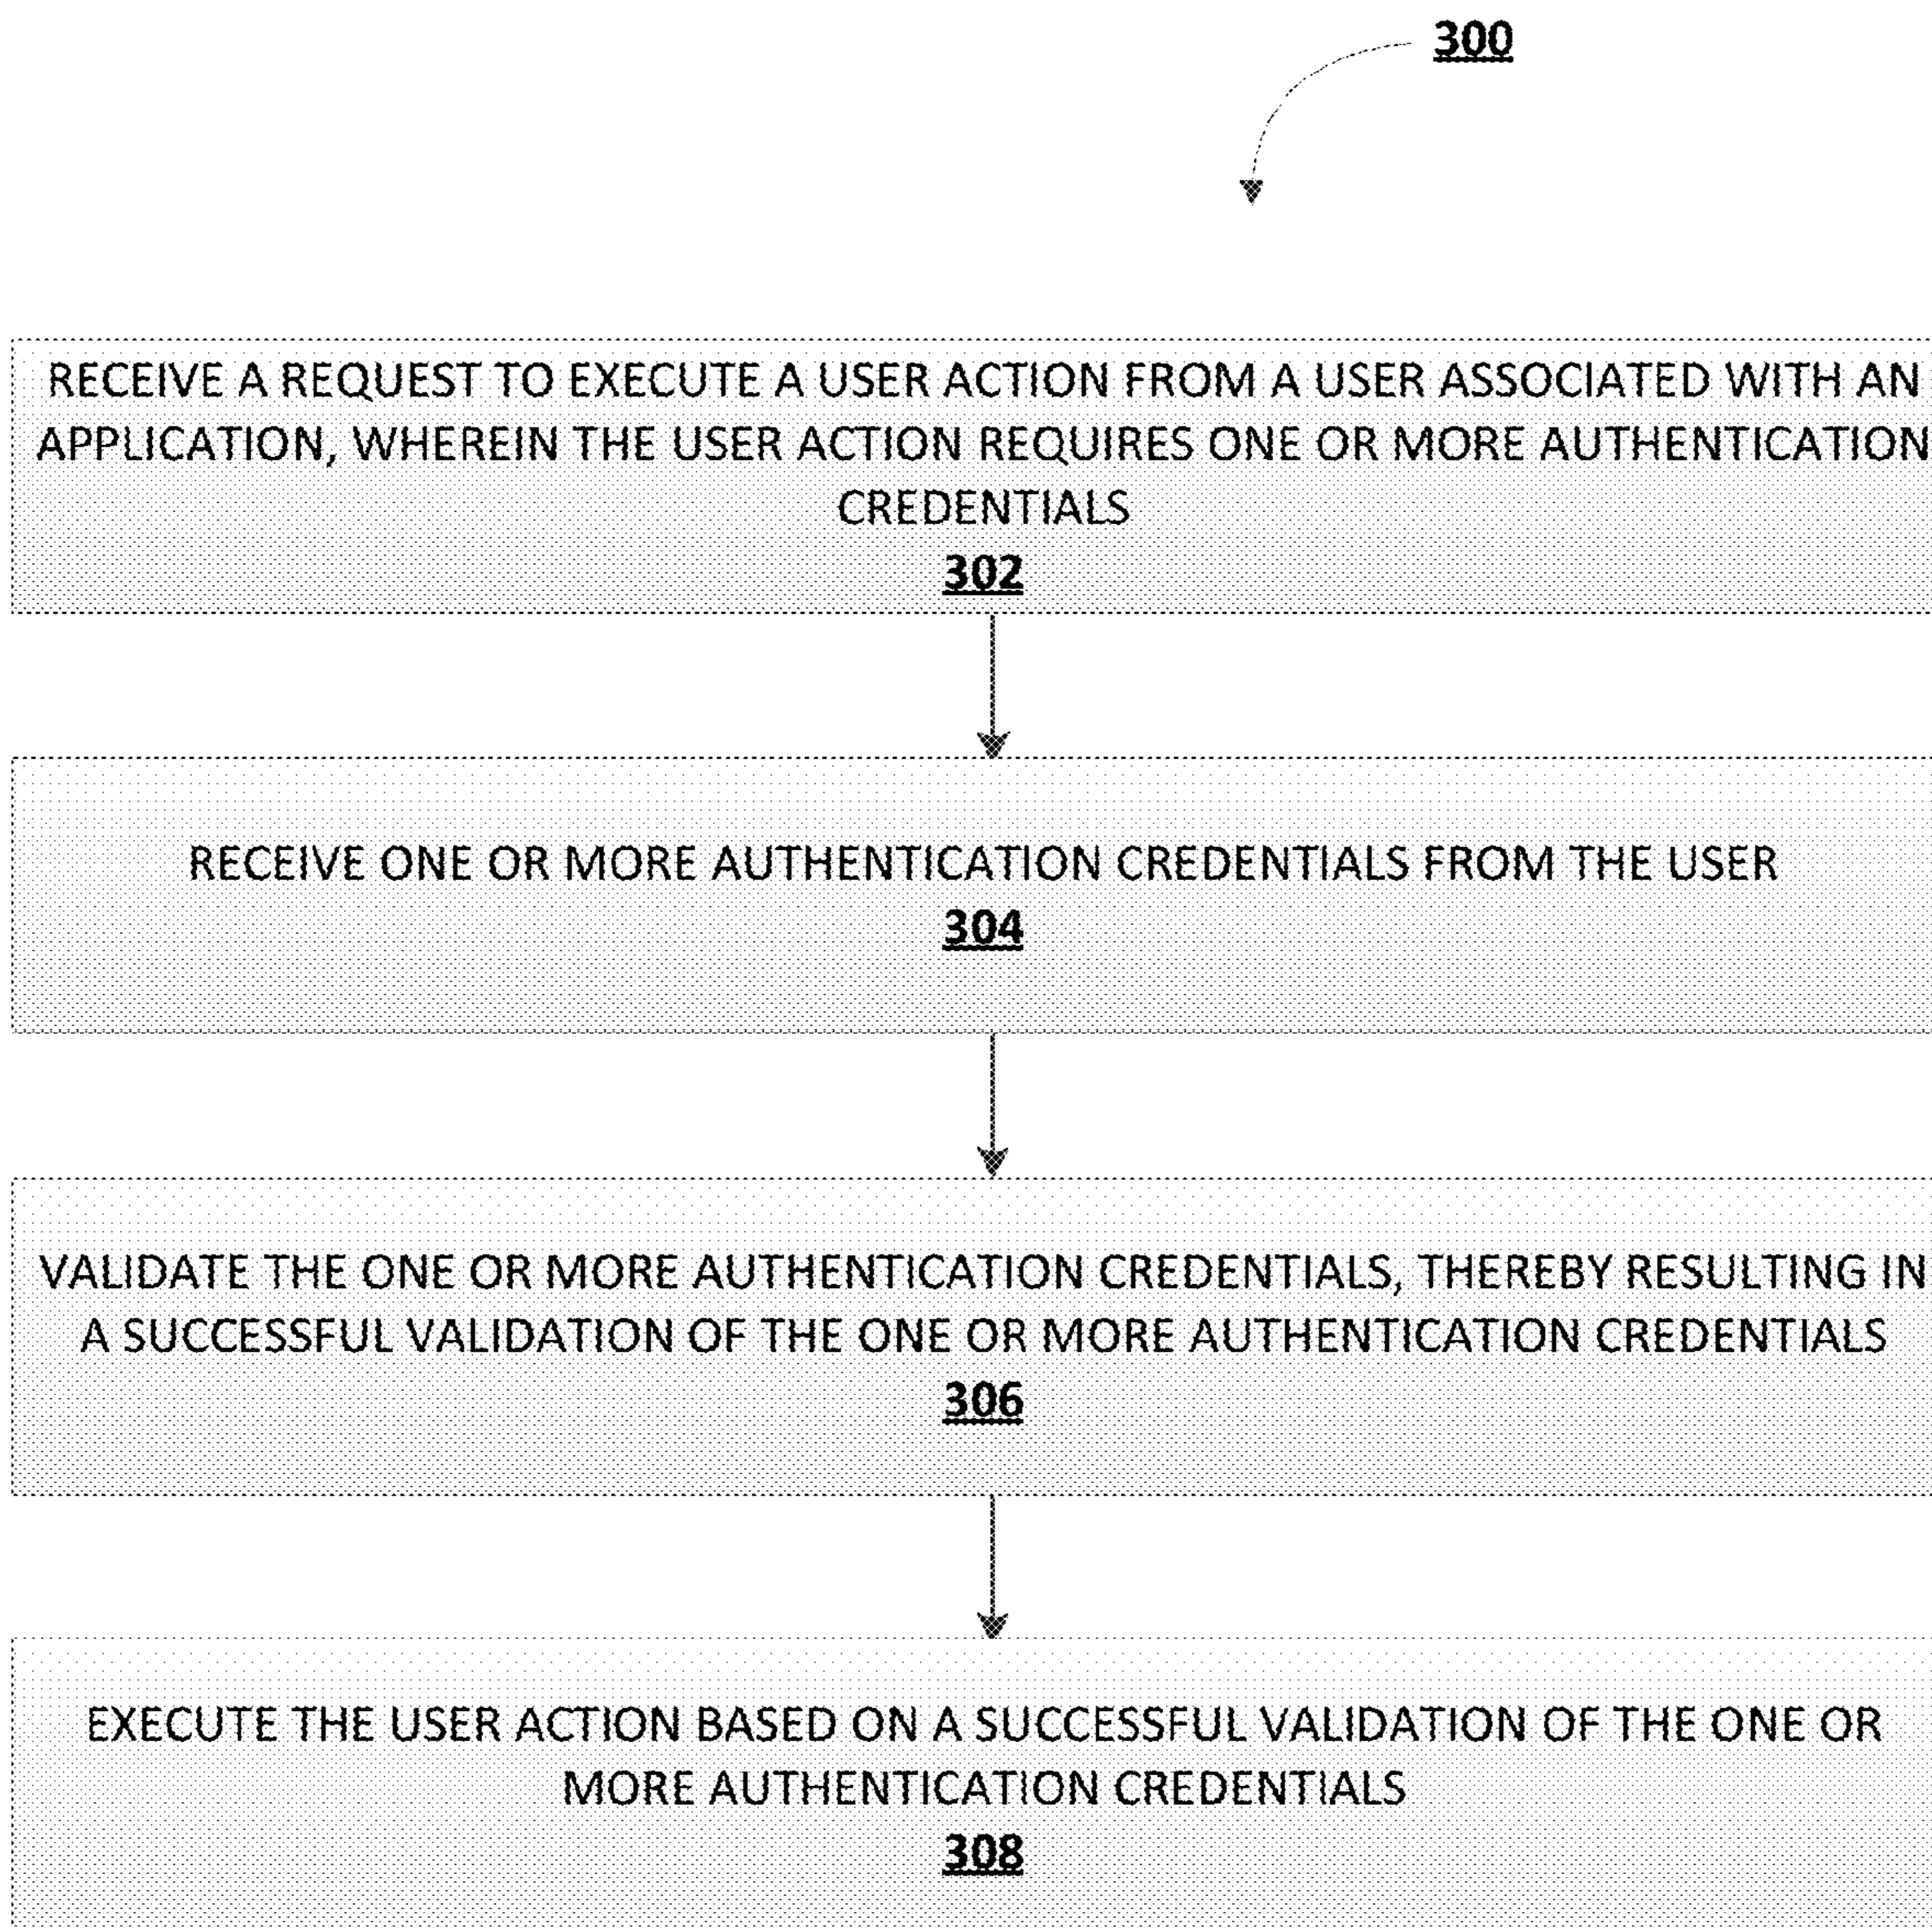 300
RECEIVE A REQUEST TO EXECUTE A USER ACTION FROM A USER ASSOCIATED WITH AN
APPLICATION, WHEREIN THE USER ACTION REQUIRES ONE OR MORE AUTHENTICATION
CREDENTIALS
302
RECEIVE ONE OR MORE AUTHENTICATION CREDENTIALS FROM THE USER
304
VALIDATE THE ONE OR MORE AUTHENTICATION CREDENTIALS, THEREBY RESULTING IN
A SUCCESSFUL VALIDATION OF THE ONE OR MORE AUTHENTICATION CREDENTIALS
306
EXECUTE THE USER ACTION BASED ON A SUCCESSFUL VALIDATION OF THE ONE OR
MORE AUTHENTICATION CREDENTIALS
308